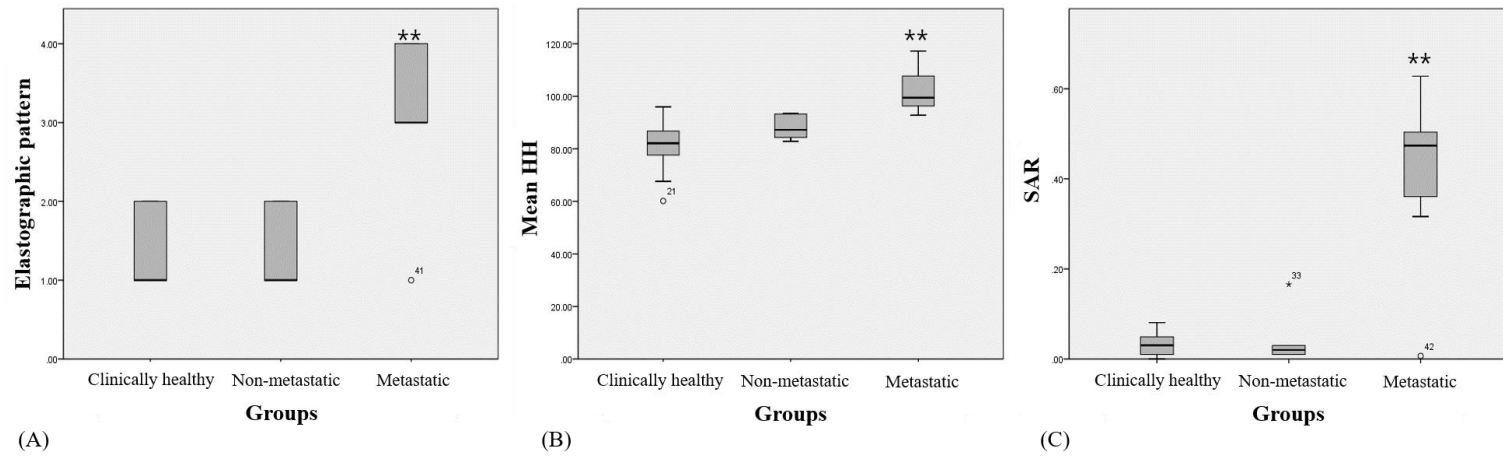 Elastographic pattern
4.00
3.00
2.00
1.00
.00
**
41
Clinically healthy
Non-metastatic
Metastatic
Groups
(A)
Mean HH
120.00
100.00
80.00
60.00
40.00
20.00
.00
**
21
Clinically healthy
Non-metastatic
Metastatic
Groups
(B)
SAR
.60
.40
.20
.00
**
33
42
Clinically healthy
Non-metastatic
Metastatic
Groups
(C)